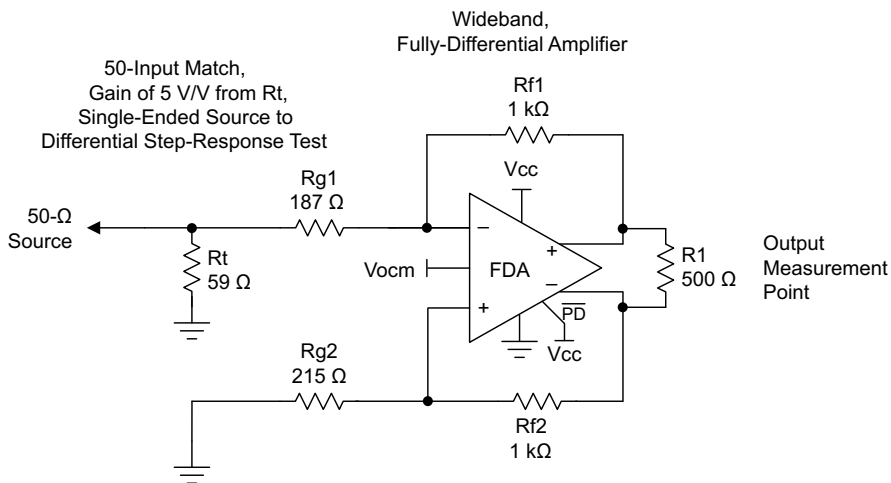 Wideband,
Fully-Differential Amplifier
50-Input Match,
Gain of 5 V/V from Rt,
Single-Ended Source to
Differential Step-Response Test
Rf1
1 kΩ
Rg1
187 Ω
Vcc
50-Ω
Source
Rt
59 Ω
Vocm
−
+
FDA
+
−
PD
Vcc
R1
500 Ω
Output
Measurement
Point
Rg2
215 Ω
Rf2
1 kΩ